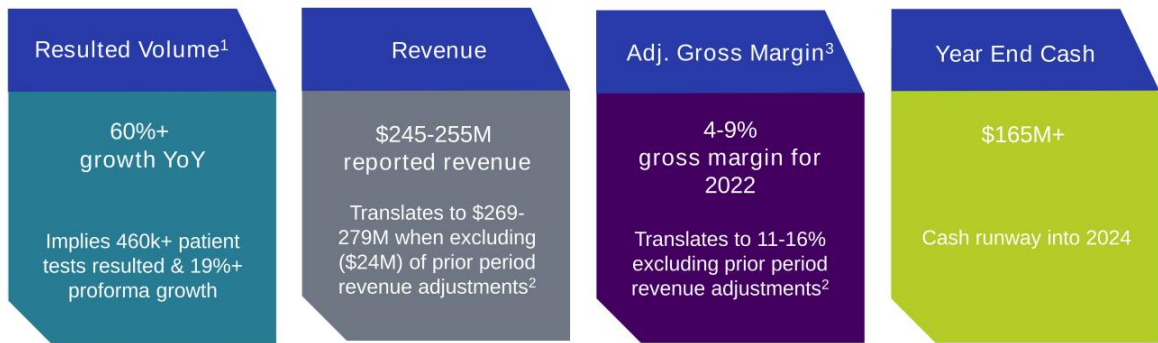 Resulted Volume¹
60%+
growth YoY
Implies 460k+ patient
tests resulted & 19%+
proforma growth
Revenue
$245-255M
reported revenue
Translates to $269-
279M when excluding
($24M) of prior period
revenue adjustments²
Adj. Gross Margin³
4-9%
gross margin for
2022
Translates to 11-16%
excluding prior period
revenue adjustments²
Year End Cash
$165M+
Cash runway into 2024